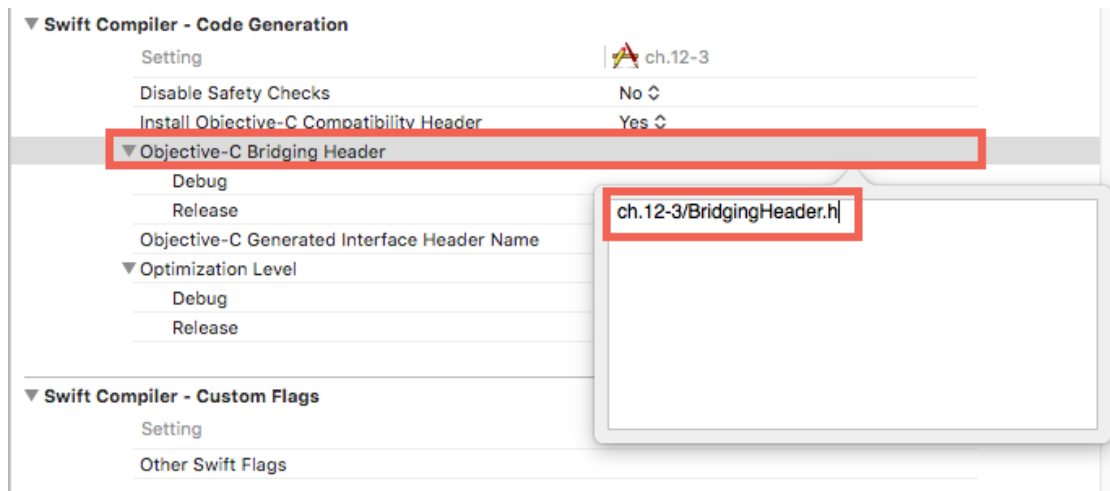 Swift Compiler - Code Generation
Setting ch.12-3
Disable Safety Checks No
Install Objective-C Compatibility Header Yes
Objective-C Bridging Header
Debug
Release
ch.12-3/BridgingHeader.h
Objective-C Generated Interface Header Name
Optimization Level
Debug
Release
Swift Compiler - Custom Flags
Setting
Other Swift Flags